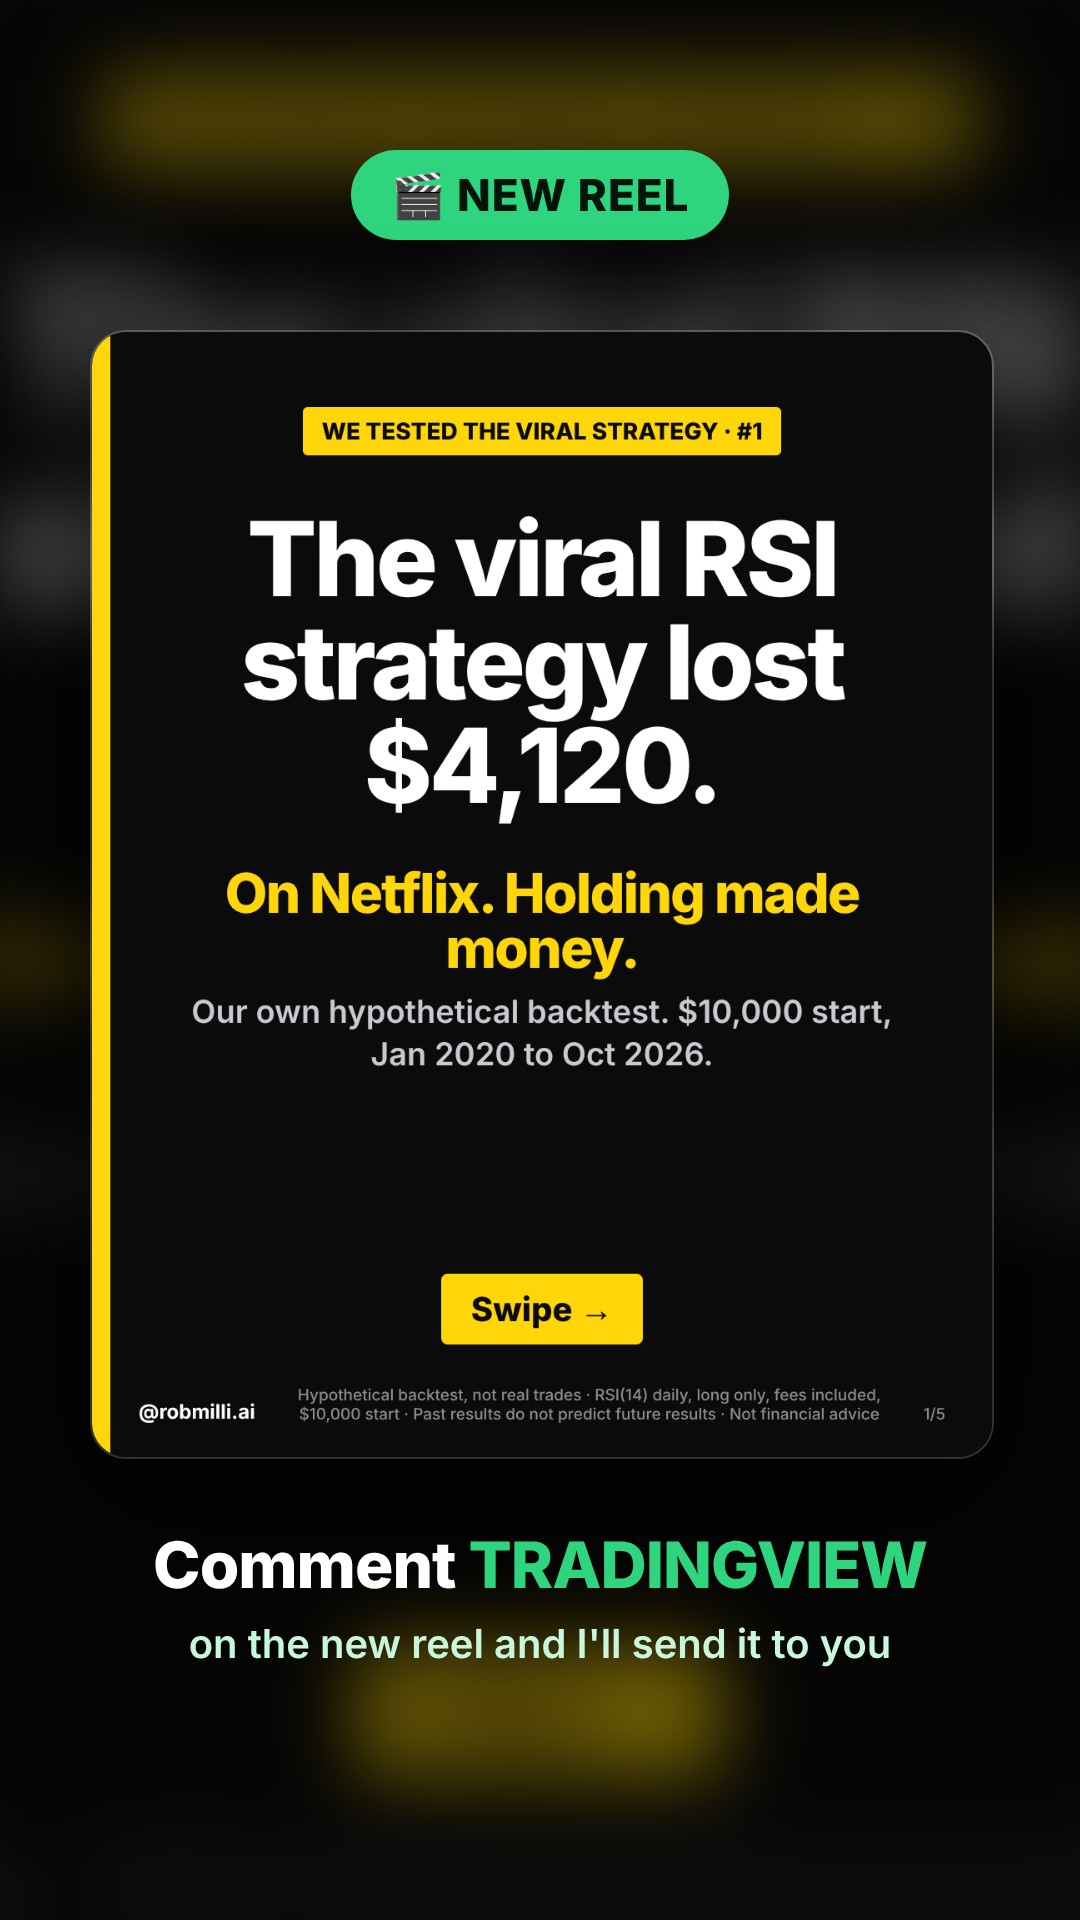 🎬 NEW REEL
WE TESTED THE VIRAL STRATEGY · #1
The viral RSI
strategy lost
$4,120.
On Netflix. Holding made
money.
Our own hypothetical backtest. $10,000 start,
Jan 2020 to Oct 2026.
Swipe →
@robmilli.ai
Hypothetical backtest, not real trades · RSI(14) daily, long only, fees included,
$10,000 start · Past results do not predict future results · Not financial advice
1/5
Comment TRADINGVIEW
on the new reel and I'll send it to you